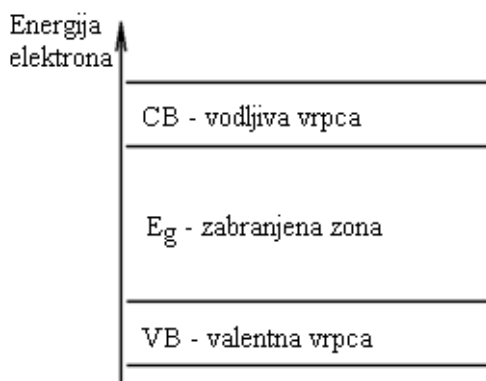 Energija
elektrona
CB - vodljiva vrpca
Eg - zabranjena zona
VB - valentna vrpca